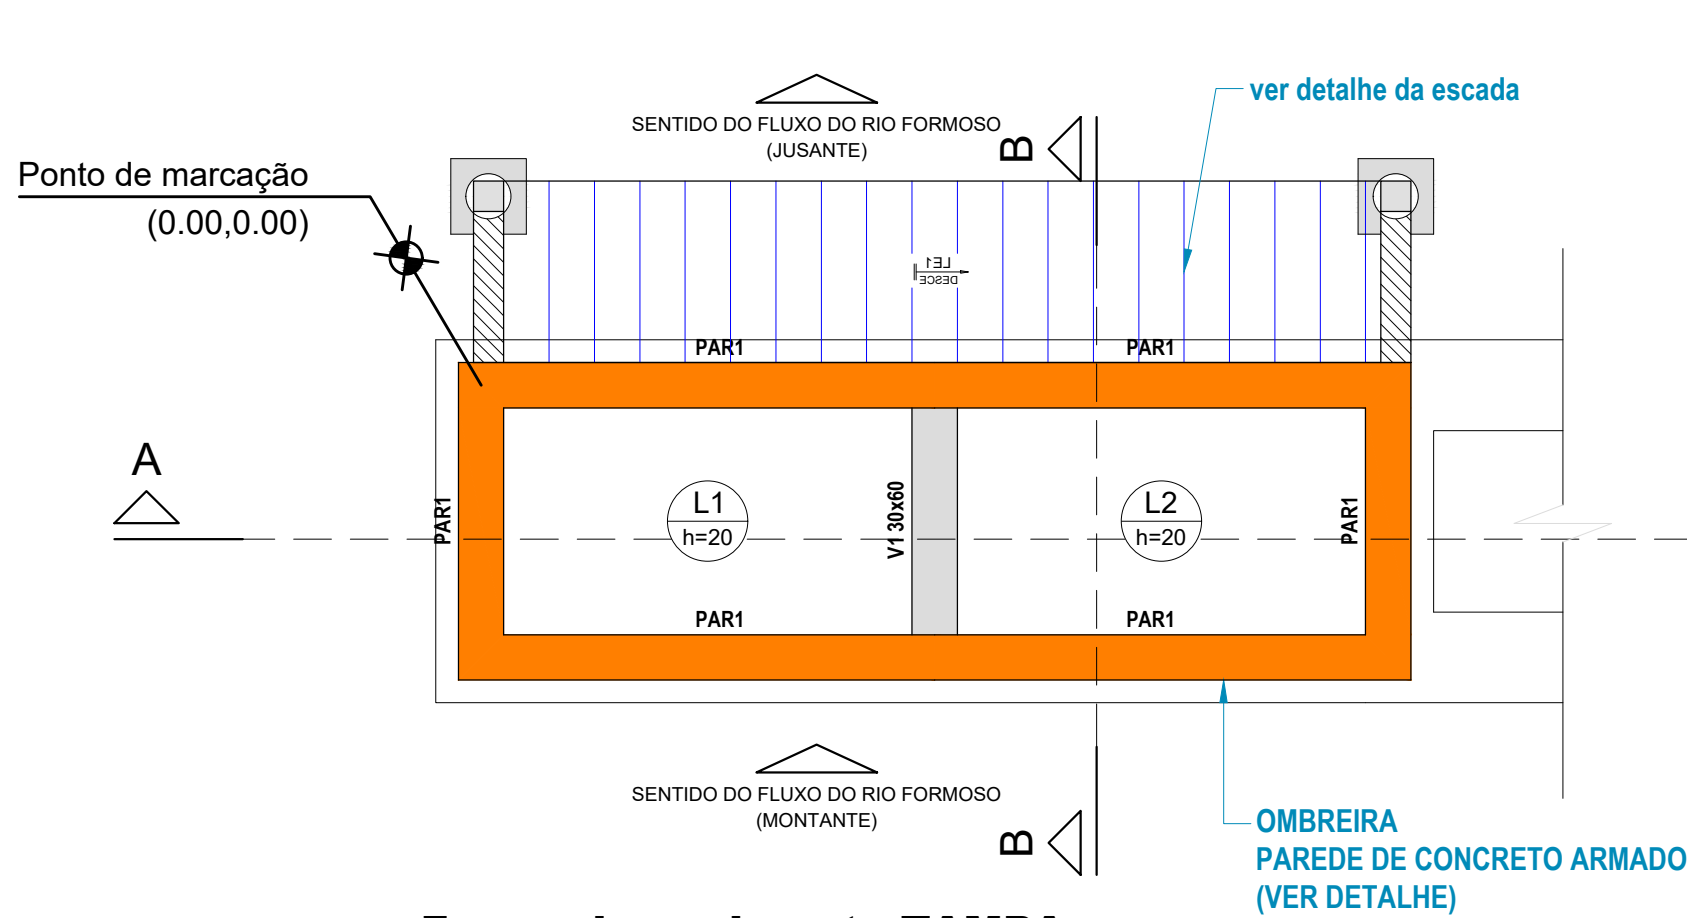 ver detalhe da escada
SENTIDO DO FLUXO DO RIO FORMOSO
(JUSANTE)
B
Ponto de marcação
(0.00,0.00)
LE1
DESCE
PAR1
PAR1
A
PAR1
L1
h=20
V1 30x60
L2
h=20
PAR1
PAR1
PAR1
SENTIDO DO FLUXO DO RIO FORMOSO
(MONTANTE)
B
OMBREIRA
PAREDE DE CONCRETO ARMADO
(VER DETALHE)